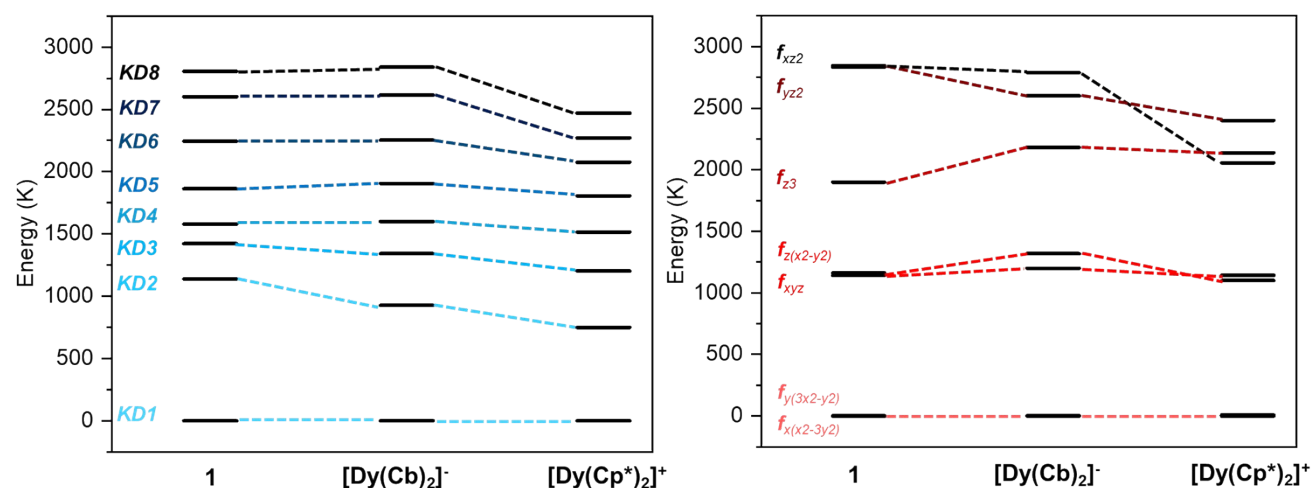 3000
2500
2000
1500
1000
500
0
Energy (K)
KD8
KD7
KD6
KD5
KD4
KD3
KD2
KD1
1
[Dy(Cb)₂]⁻
[Dy(Cp*)₂]⁺
3000
2500
2000
1500
1000
500
0
Energy (K)
fxz2
fyz2
fz3
fz(x2-y2)
fxyz
fy(3x2-y2)
fx(x2-3y2)
1
[Dy(Cb)₂]⁻
[Dy(Cp*)₂]⁺